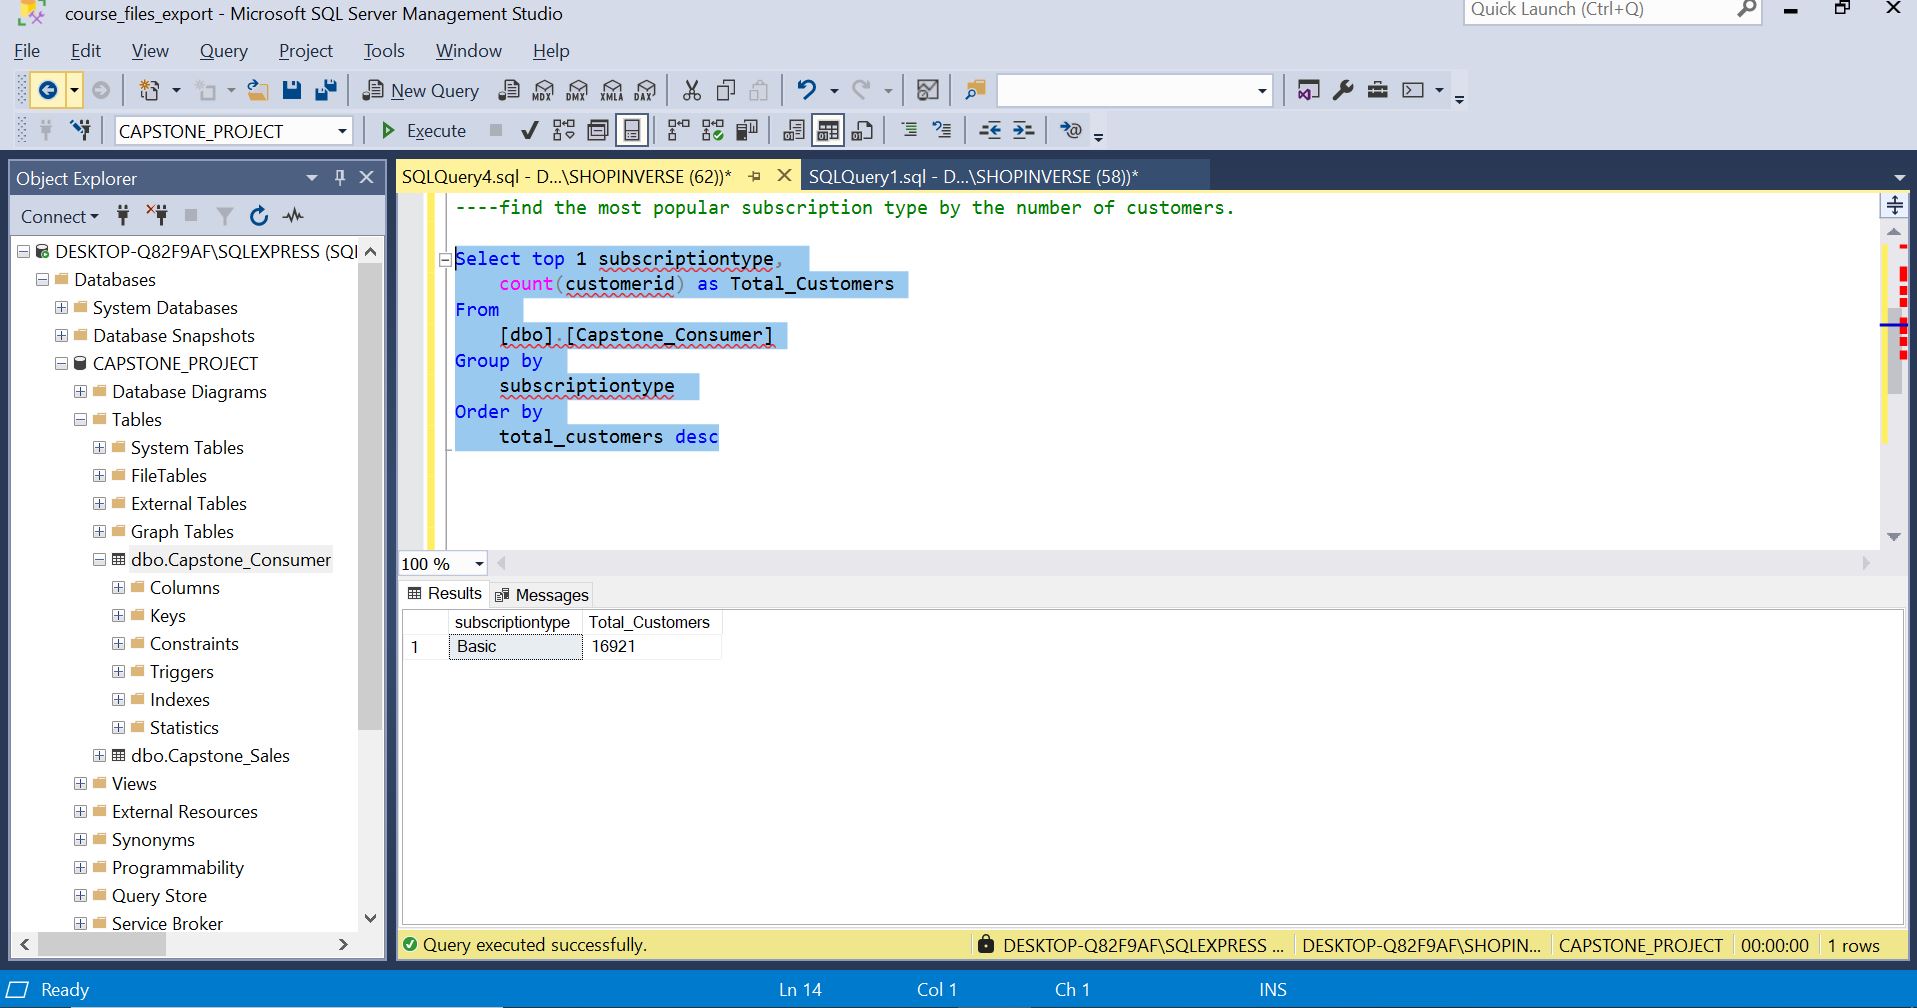 course_files_export - Microsoft SQL Server Management Studio
Quick Launch (Ctrl+Q)
File Edit View Query Project Tools Window Help
New Query MDX DMX XMLA DAX
CAPSTONE_PROJECT Execute
Object Explorer
Connect
DESKTOP-Q82F9AF\SQLEXPRESS (SQL
Databases
System Databases
Database Snapshots
CAPSTONE_PROJECT
Database Diagrams
Tables
System Tables
FileTables
External Tables
Graph Tables
dbo.Capstone_Consumer
Columns
Keys
Constraints
Triggers
Indexes
Statistics
dbo.Capstone_Sales
Views
External Resources
Synonyms
Programmability
Query Store
Service Broker
SQLQuery4.sql - D...\SHOPINVERSE (62))* SQLQuery1.sql - D...\SHOPINVERSE (58))*
----find the most popular subscription type by the number of customers.
Select top 1 subscriptiontype,
count(customerid) as Total_Customers
From
[dbo].[Capstone_Consumer]
Group by
subscriptiontype
Order by
total_customers desc
100 %
Results Messages
subscriptiontype Total_Customers
1 Basic 16921
Query executed successfully. DESKTOP-Q82F9AF\SQLEXPRESS ... DESKTOP-Q82F9AF\SHOPIN... CAPSTONE_PROJECT 00:00:00 1 rows
Ready Ln 14 Col 1 Ch 1 INS